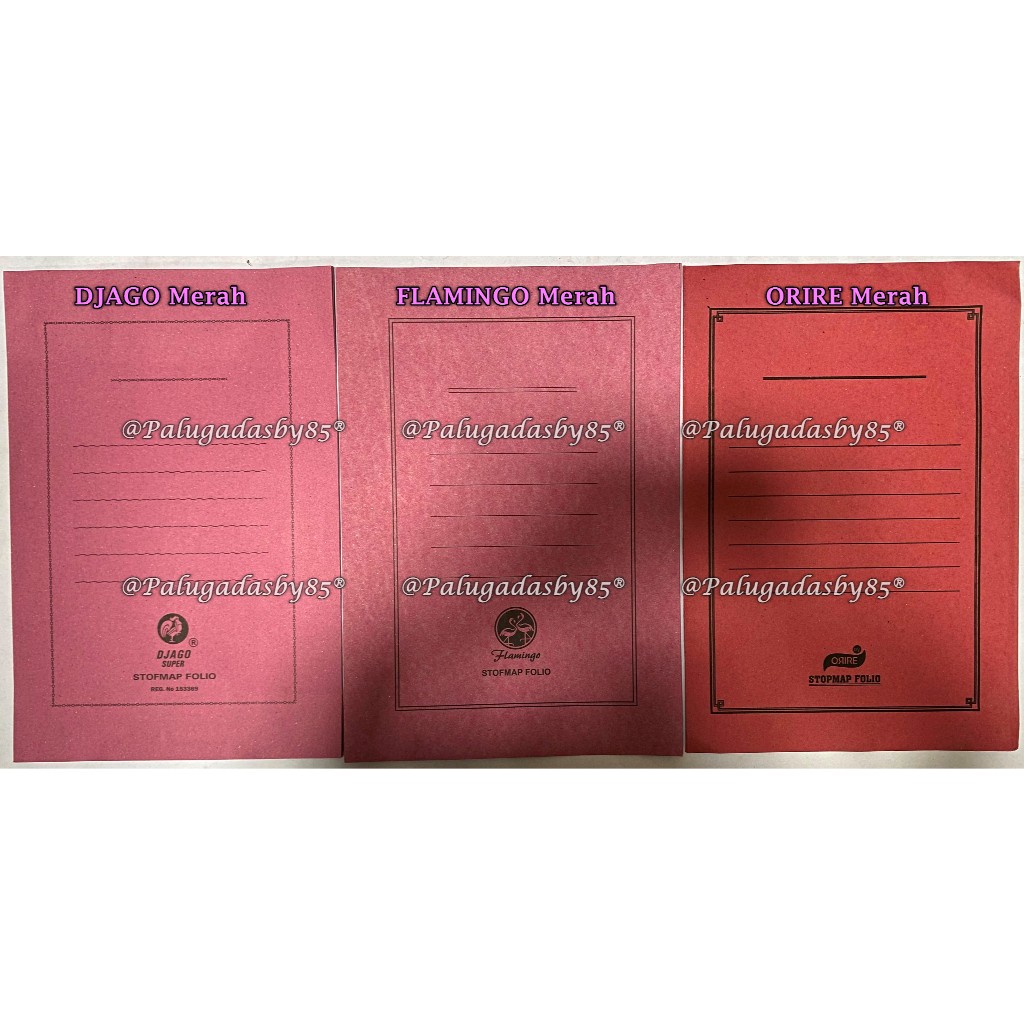 DJAGO Merah
FLAMINGO Merah
ORIRE Merah
@Palugadasby85®
@Palugadasby85®
@Palugadasby85®
@Palugadasby85®
@Palugadasby85®
@Palugadasby85®
®
DJAGO
SUPER
STOFMAP FOLIO
Flamingo
STOFMAP FOLIO
ORIRE
STOPMAP FOLIO